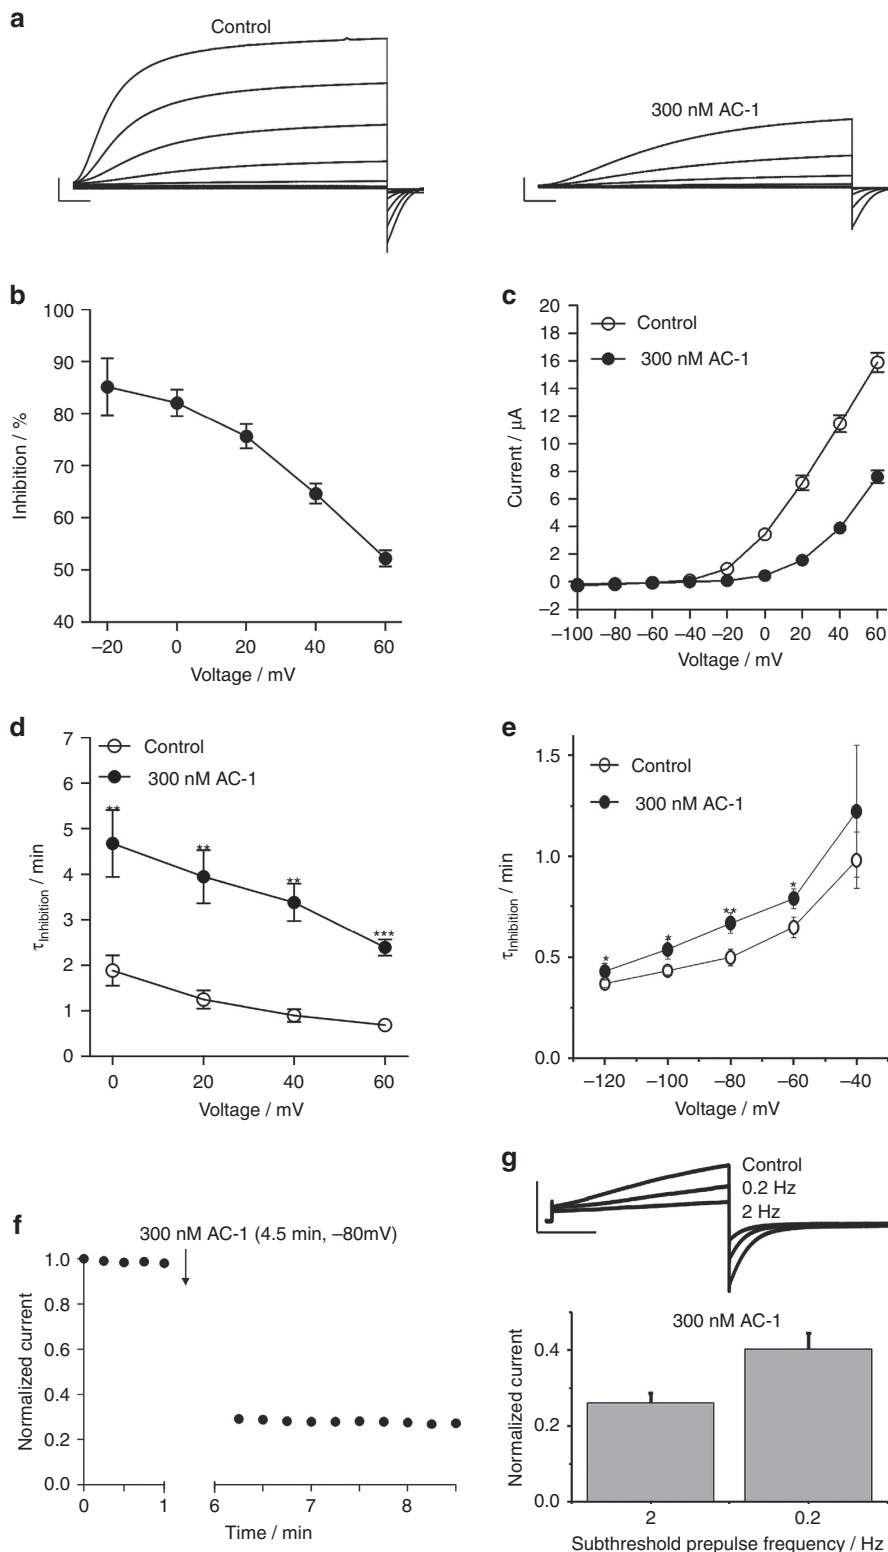 a
Control
300 nM AC-1
b
100
90
80
70
60
50
40
Inhibition / %
–20 0 20 40 60
Voltage / mV
c
20
18
16
14
12
10
8
6
4
2
0
–2
Current / μA
Control
300 nM AC-1
–100 –80 –60 –40 –20 0 20 40 60
Voltage / mV
d
7
6
5
4
3
2
1
0
τInhibition / min
Control
300 nM AC-1
**
**
**
***
0 20 40 60
Voltage / mV
e
1.5
1.0
0.5
0.0
τInhibition / min
Control
300 nM AC-1
*
*
**
*
–120 –100 –80 –60 –40
Voltage / mV
f
300 nM AC-1 (4.5 min, –80mV)
1.0
0.8
0.6
0.4
0.2
0.0
Normalized current
0 1 6 7 8
Time / min
g
Control
0.2 Hz
2 Hz
300 nM AC-1
0.4
0.2
0.0
Normalized current
2 0.2
Subthreshold prepulse frequency / Hz